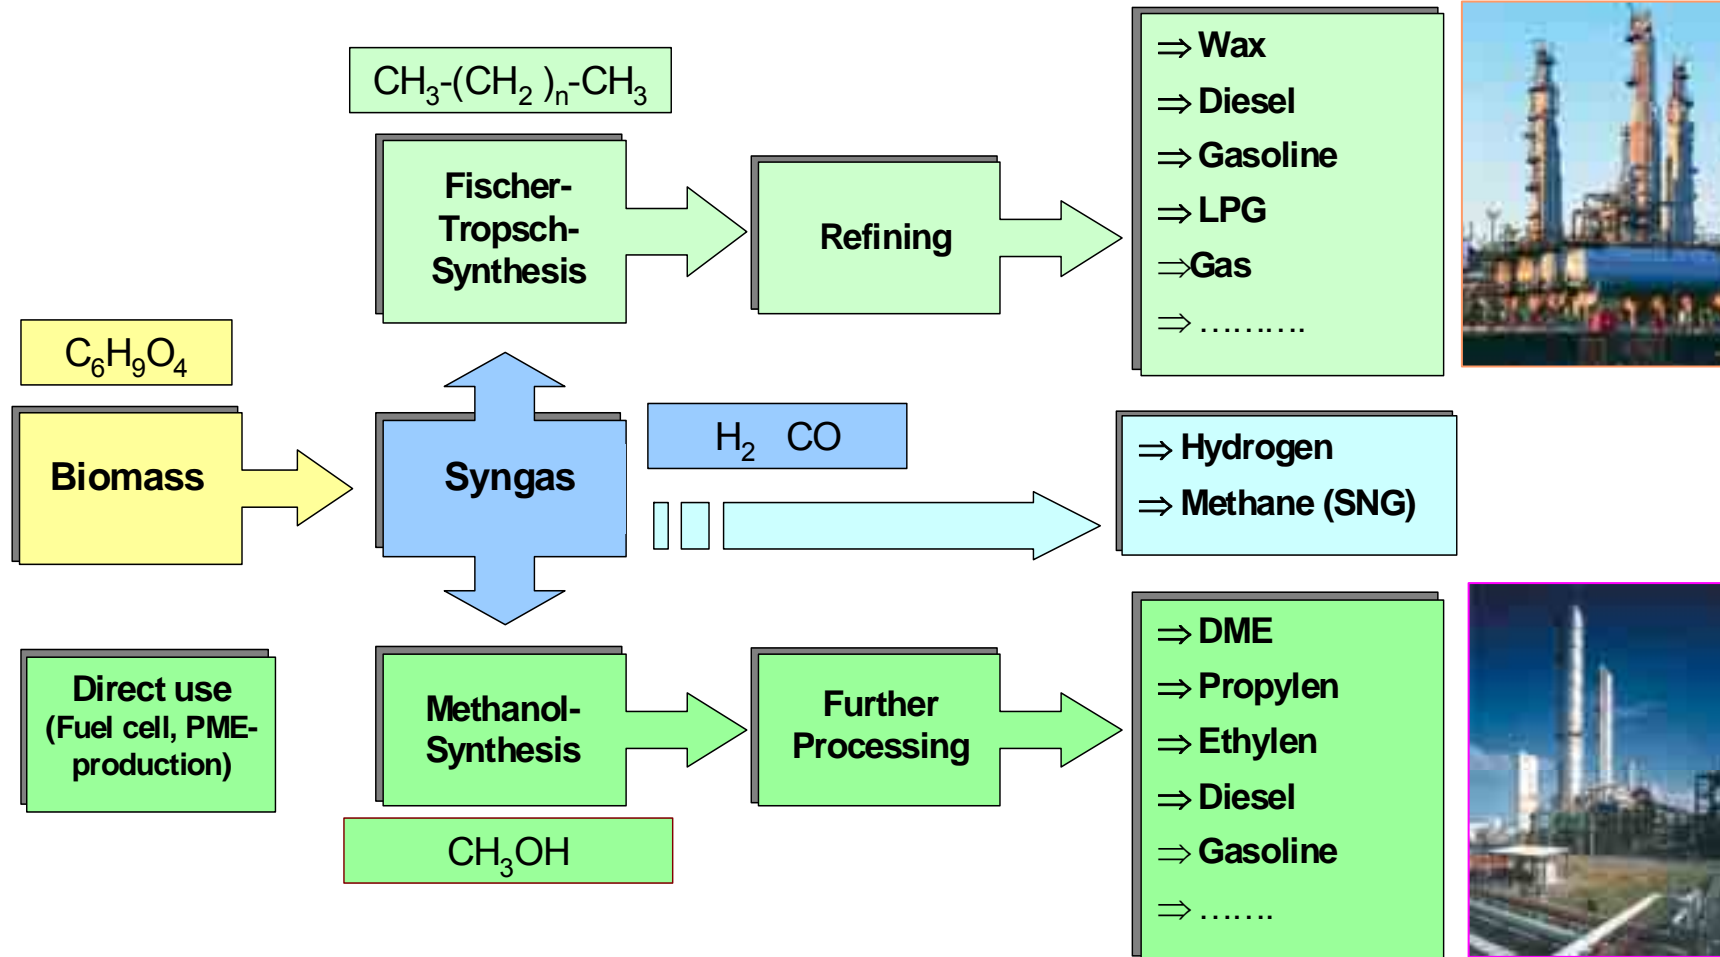 CH₃-(CH₂ )ₙ-CH₃
Fischer-
Tropsch-
Synthesis
Refining
⇒ Wax
⇒ Diesel
⇒ Gasoline
⇒ LPG
⇒Gas
⇒ ……….
C₆H₉O₄
Biomass
Syngas
H₂ CO
⇒ Hydrogen
⇒ Methane (SNG)
Direct use
(Fuel cell, PME-
production)
Methanol-
Synthesis
CH₃OH
Further
Processing
⇒ DME
⇒ Propylen
⇒ Ethylen
⇒ Diesel
⇒ Gasoline
⇒ …….